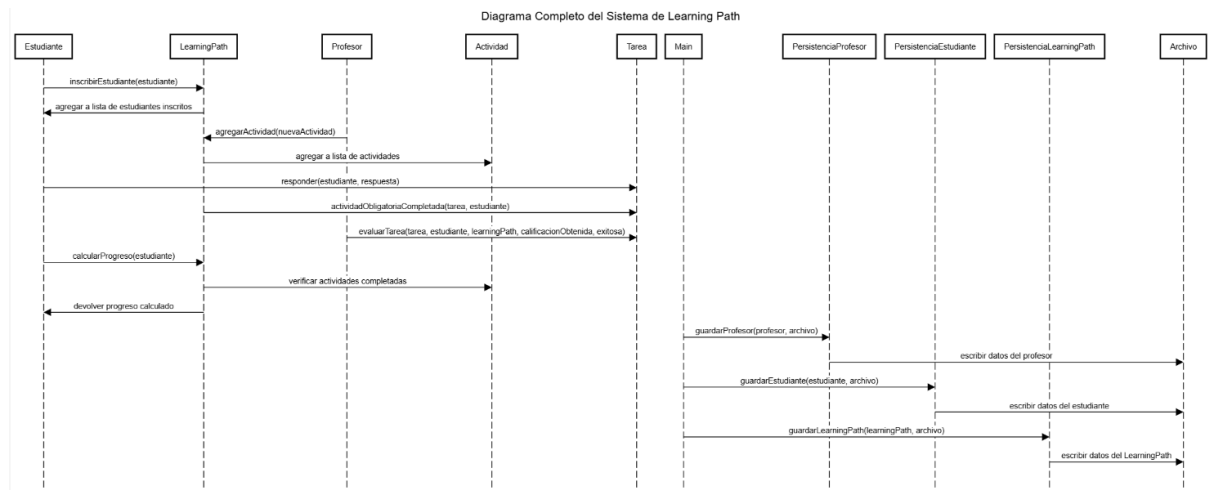 Diagrama Completo del Sistema de Learning Path
Estudiante
LearningPath
Profesor
Actividad
Tarea
Main
PersistenciaProfesor
PersistenciaEstudiante
PersistenciaLearningPath
Archivo
inscribirEstudiante(estudiante)
agregar a lista de estudiantes inscritos
agregarActividad(nuevaActividad)
agregar a lista de actividades
responder(estudiante, respuesta)
actividadObligatoriaCompletada(tarea, estudiante)
evaluarTarea(tarea, estudiante, learningPath, calificacionObtenida, exitosa)
calcularProgreso(estudiante)
verificar actividades completadas
devolver progreso calculado
guardarProfesor(profesor, archivo)
escribir datos del profesor
guardarEstudiante(estudiante, archivo)
escribir datos del estudiante
guardarLearningPath(learningPath, archivo)
escribir datos del LearningPath